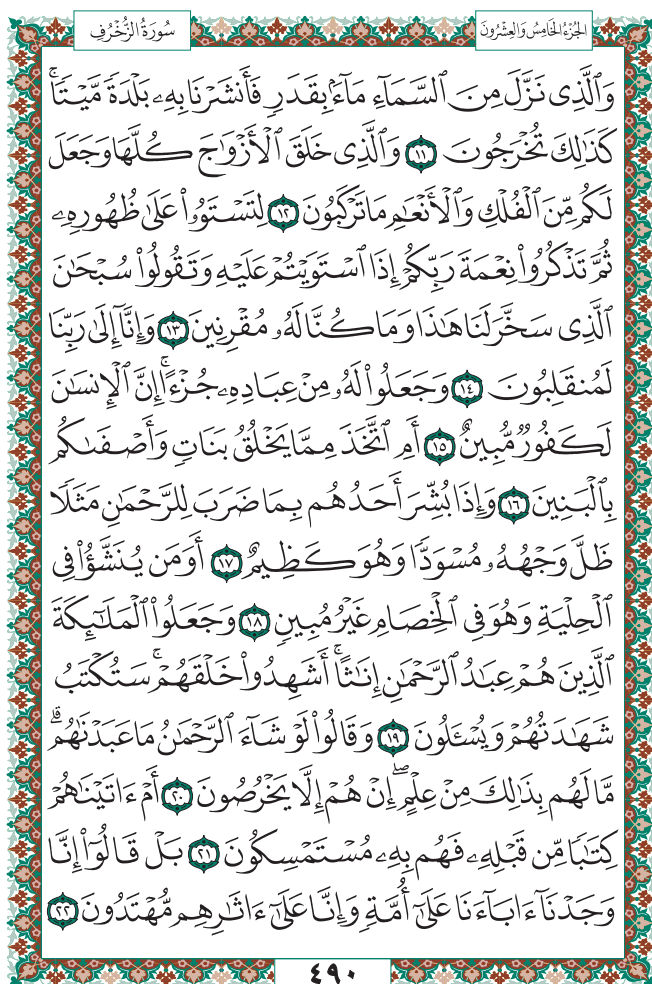 سُورَةُ الزُّخْرُفِ
الجُزْءُ الخَامِسُ وَالعِشْرُونَ
وَٱلَّذِى نَزَّلَ مِنَ ٱلسَّمَآءِ مَآءَۢ بِقَدَرٖ فَأَنشَرۡنَا بِهِۦ بَلۡدَةٗ مَّيۡتٗاۚ
كَذَٰلِكَ تُخۡرَجُونَ ١١ وَٱلَّذِى خَلَقَ ٱلۡأَزۡوَٰجَ كُلَّهَا وَجَعَلَ
لَكُم مِّنَ ٱلۡفُلۡكِ وَٱلۡأَنۡعَٰمِ مَا تَرۡكَبُونَ ١٢ لِتَسۡتَوُۥاْ عَلَىٰ ظُهُورِهِۦ
ثُمَّ تَذۡكُرُواْ نِعۡمَةَ رَبِّكُمۡ إِذَا ٱسۡتَوَيۡتُمۡ عَلَيۡهِ وَتَقُولُواْ سُبۡحَٰنَ
ٱلَّذِى سَخَّرَ لَنَا هَٰذَا وَمَا كُنَّا لَهُۥ مُقۡرِنِينَ ١٣ وَإِنَّآ إِلَىٰ رَبِّنَا
لَمُنقَلِبُونَ ١٤ وَجَعَلُواْ لَهُۥ مِنۡ عِبَادِهِۦ جُزۡءًاۚ إِنَّ ٱلۡإِنسَٰنَ
لَكَفُورٞ مُّبِينٌ ١٥ أَمِ ٱتَّخَذَ مِمَّا يَخۡلُقُ بَنَاتٖ وَأَصۡفَىٰكُم
بِٱلۡبَنِينَ ١٦ وَإِذَا بُشِّرَ أَحَدُهُم بِمَا ضَرَبَ لِلرَّحۡمَٰنِ مَثَلٗا
ظَلَّ وَجۡهُهُۥ مُسۡوَدّٗا وَهُوَ كَظِيمٌ ١٧ أَوَمَن يُنَشَّؤُاْ فِى
ٱلۡحِلۡيَةِ وَهُوَ فِى ٱلۡخِصَامِ غَيۡرُ مُبِينٖ ١٨ وَجَعَلُواْ ٱلۡمَلَٰٓئِكَةَ
ٱلَّذِينَ هُمۡ عِبَٰدُ ٱلرَّحۡمَٰنِ إِنَٰثًاۚ أَشَهِدُواْ خَلۡقَهُمۡۚ سَتُكۡتَبُ
شَهَٰدَتُهُمۡ وَيُسۡـَٔلُونَ ١٩ وَقَالُواْ لَوۡ شَآءَ ٱلرَّحۡمَٰنُ مَا عَبَدۡنَٰهُمۗ
مَّا لَهُم بِذَٰلِكَ مِنۡ عِلۡمٍۖ إِنۡ هُمۡ إِلَّا يَخۡرُصُونَ ٢٠ أَمۡ ءَاتَيۡنَٰهُمۡ
كِتَٰبٗا مِّن قَبۡلِهِۦ فَهُم بِهِۦ مُسۡتَمۡسِكُونَ ٢١ بَلۡ قَالُوٓاْ إِنَّا
وَجَدۡنَآ ءَابَآءَنَا عَلَىٰٓ أُمَّةٖ وَإِنَّا عَلَىٰٓ ءَاثَٰرِهِم مُّهۡتَدُونَ ٢٢
٤٩٠